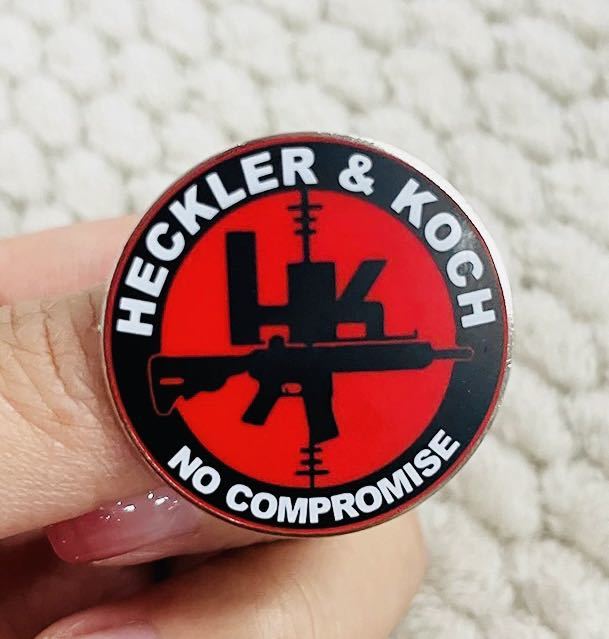 HECKLER & KOCH
HK
NO COMPROMISE